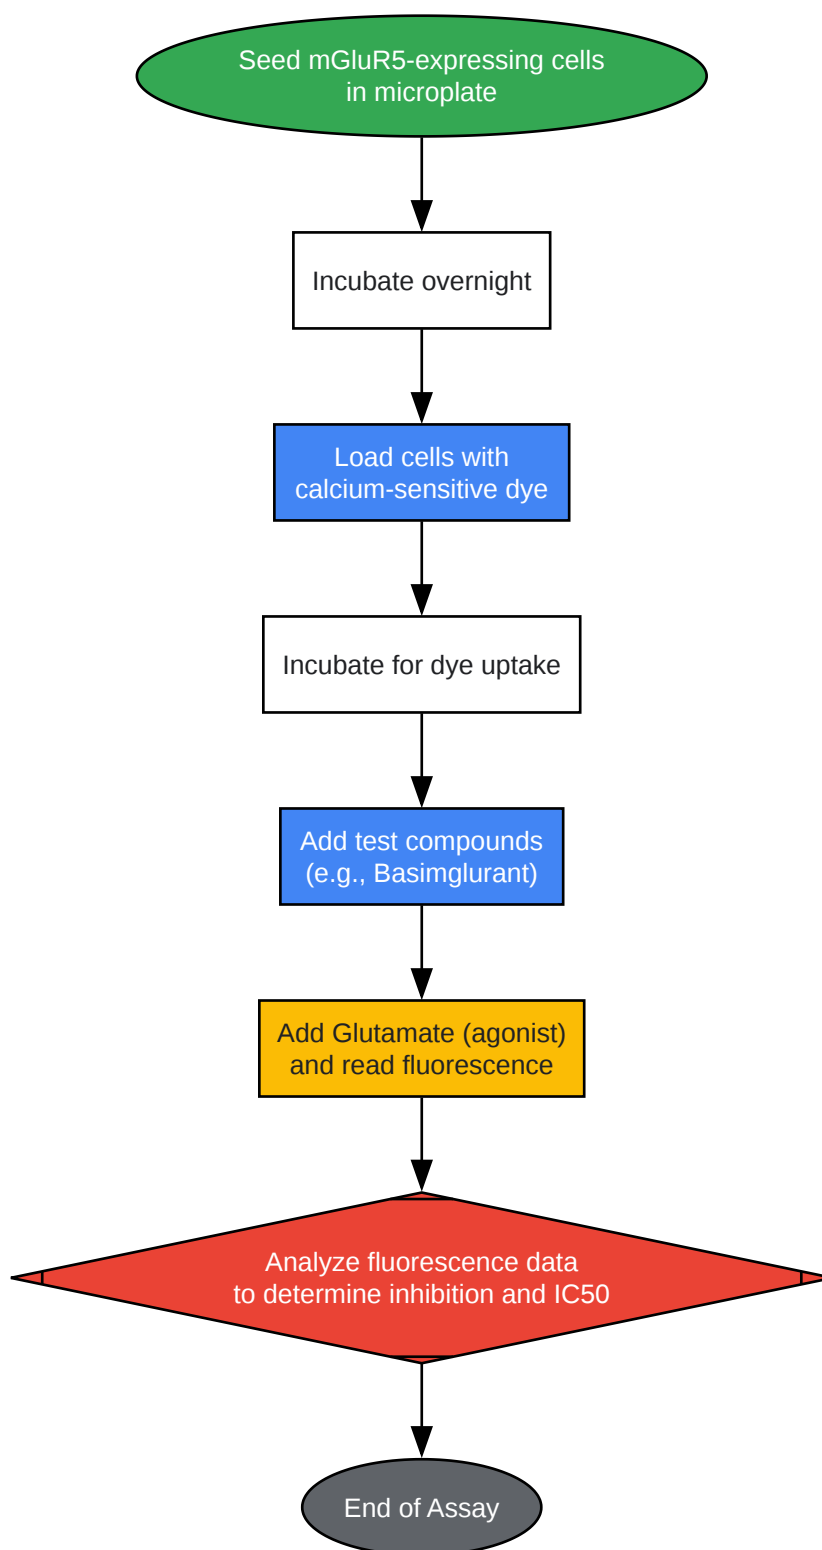 Seed mGluR5-expressing cells
in microplate
Incubate overnight
Load cells with
calcium-sensitive dye
Incubate for dye uptake
Add test compounds
(e.g., Basimglurant)
Add Glutamate (agonist)
and read fluorescence
Analyze fluorescence data
to determine inhibition and IC50
End of Assay